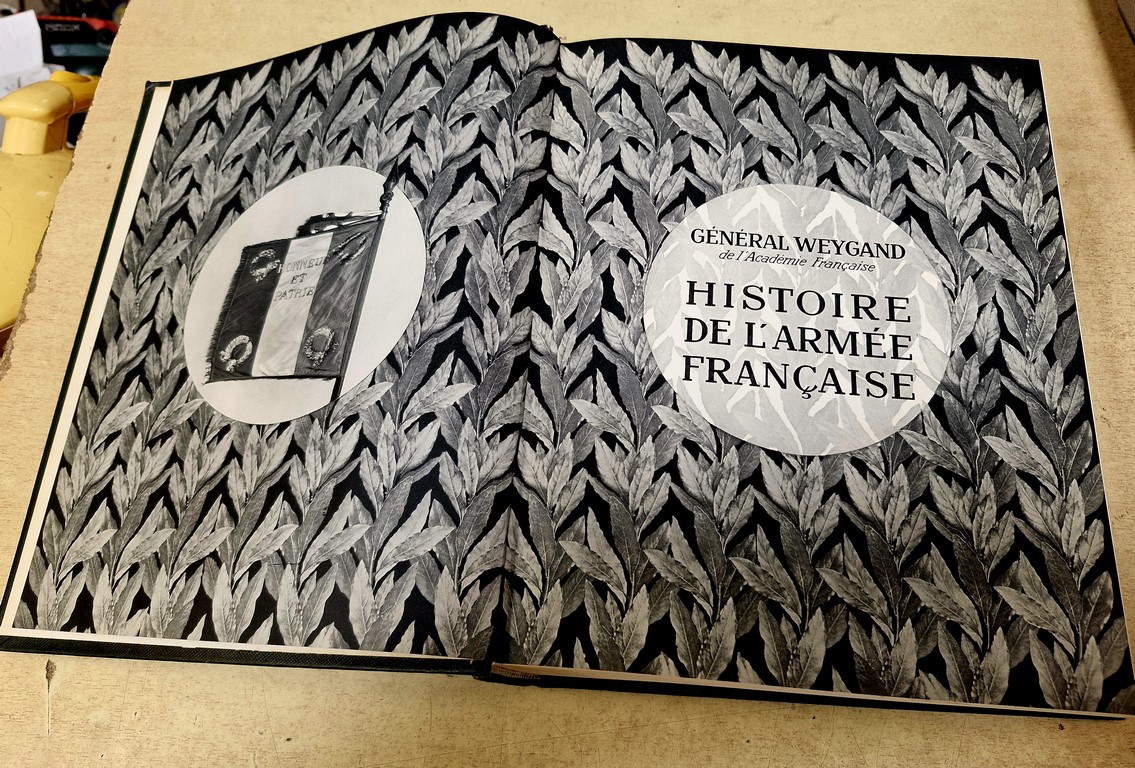 HONNEUR
ET
PATRIE
GÉNÉRAL WEYGAND
de l'Académie Française
HISTOIRE
DE L'ARMÉE
FRANÇAISE